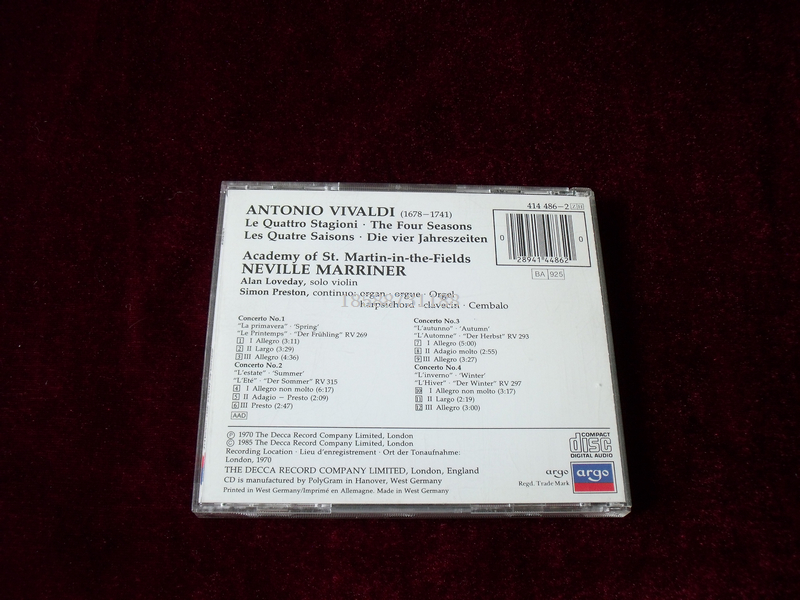 ANTONIO VIVALDI (1678–1741)
Le Quattro Stagioni · The Four Seasons
Les Quatre Saisons · Die vier Jahreszeiten
414 486–2
0 28941 44862 0
BA 925
Academy of St. Martin-in-the-Fields
NEVILLE MARRINER
Alan Loveday, solo violin
Simon Preston, continuo: organ · orgue · Orgel
harpsichord · clavecin · Cembalo
Concerto No.1
"La primavera" · 'Spring'
"Le Printemps" · "Der Frühling" RV 269
1 I Allegro (3:11)
2 II Largo (3:29)
3 III Allegro (4:36)
Concerto No.2
"L'estate" · 'Summer'
"L'Été" · "Der Sommer" RV 315
4 I Allegro non molto (6:17)
5 II Adagio — Presto (2:09)
6 III Presto (2:47)
AAD
Concerto No.3
"L'autunno" · 'Autumn'
"L'Automne" · "Der Herbst" RV 293
7 I Allegro (5:00)
8 II Adagio molto (2:55)
9 III Allegro (3:27)
Concerto No.4
"L'inverno" · 'Winter'
"L'Hiver" · "Der Winter" RV 297
10 I Allegro non molto (3:17)
11 II Largo (2:19)
12 III Allegro (3:00)
Ⓟ 1970 The Decca Record Company Limited, London
© 1985 The Decca Record Company Limited, London
Recording Location · Lieu d'enregistrement · Ort der Tonaufnahme:
London, 1970
THE DECCA RECORD COMPANY LIMITED, London, England
CD is manufactured by PolyGram in Hanover, West Germany
Printed in West Germany/Imprimé en Allemagne. Made in West Germany
COMPACT
disc
DIGITAL AUDIO
argo
Regd. Trade Mark
argo